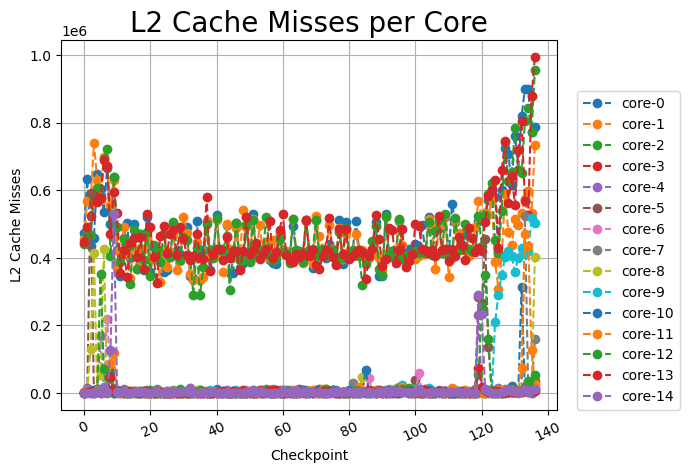 L2 Cache Misses per Core
1e6
1.0
0.8
0.6
0.4
0.2
0.0
L2 Cache Misses
0
20
40
60
80
100
120
140
Checkpoint
core-0
core-1
core-2
core-3
core-4
core-5
core-6
core-7
core-8
core-9
core-10
core-11
core-12
core-13
core-14